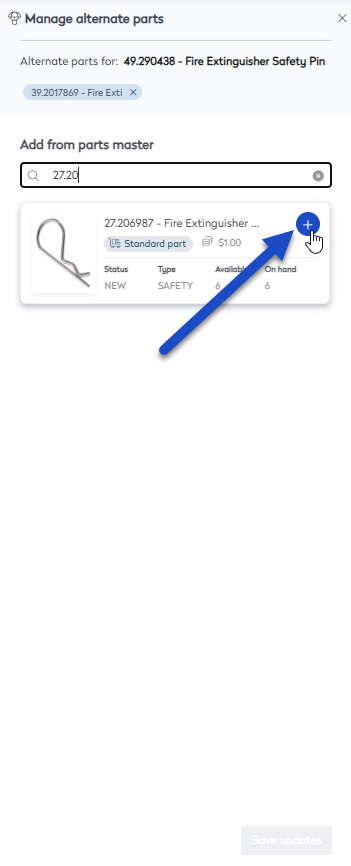 Manage alternate parts
Alternate parts for: 49.290438 - Fire Extinguisher Safety Pin
39.2017869 - Fire Exti
Add from parts master
27.20
27.206987 - Fire Extinguisher ...
Standard part $1.00
Status Type Availabl On hand
NEW SAFETY 6 6
Save updates